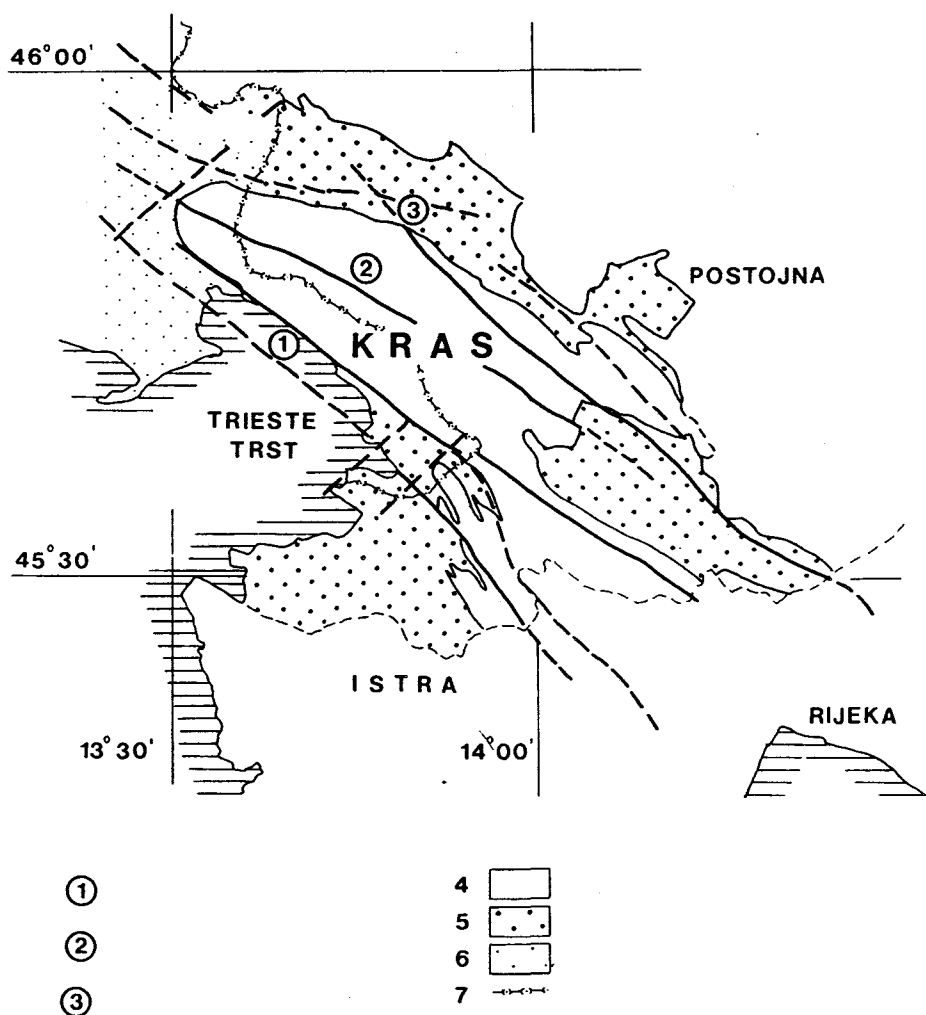 46°00'
③
POSTOJNA
②
KRAS
①
TRIESTE
TRST
45°30'
ISTRA
RIJEKA
13°30'
14°00'
① 4
5
② 6
7
③